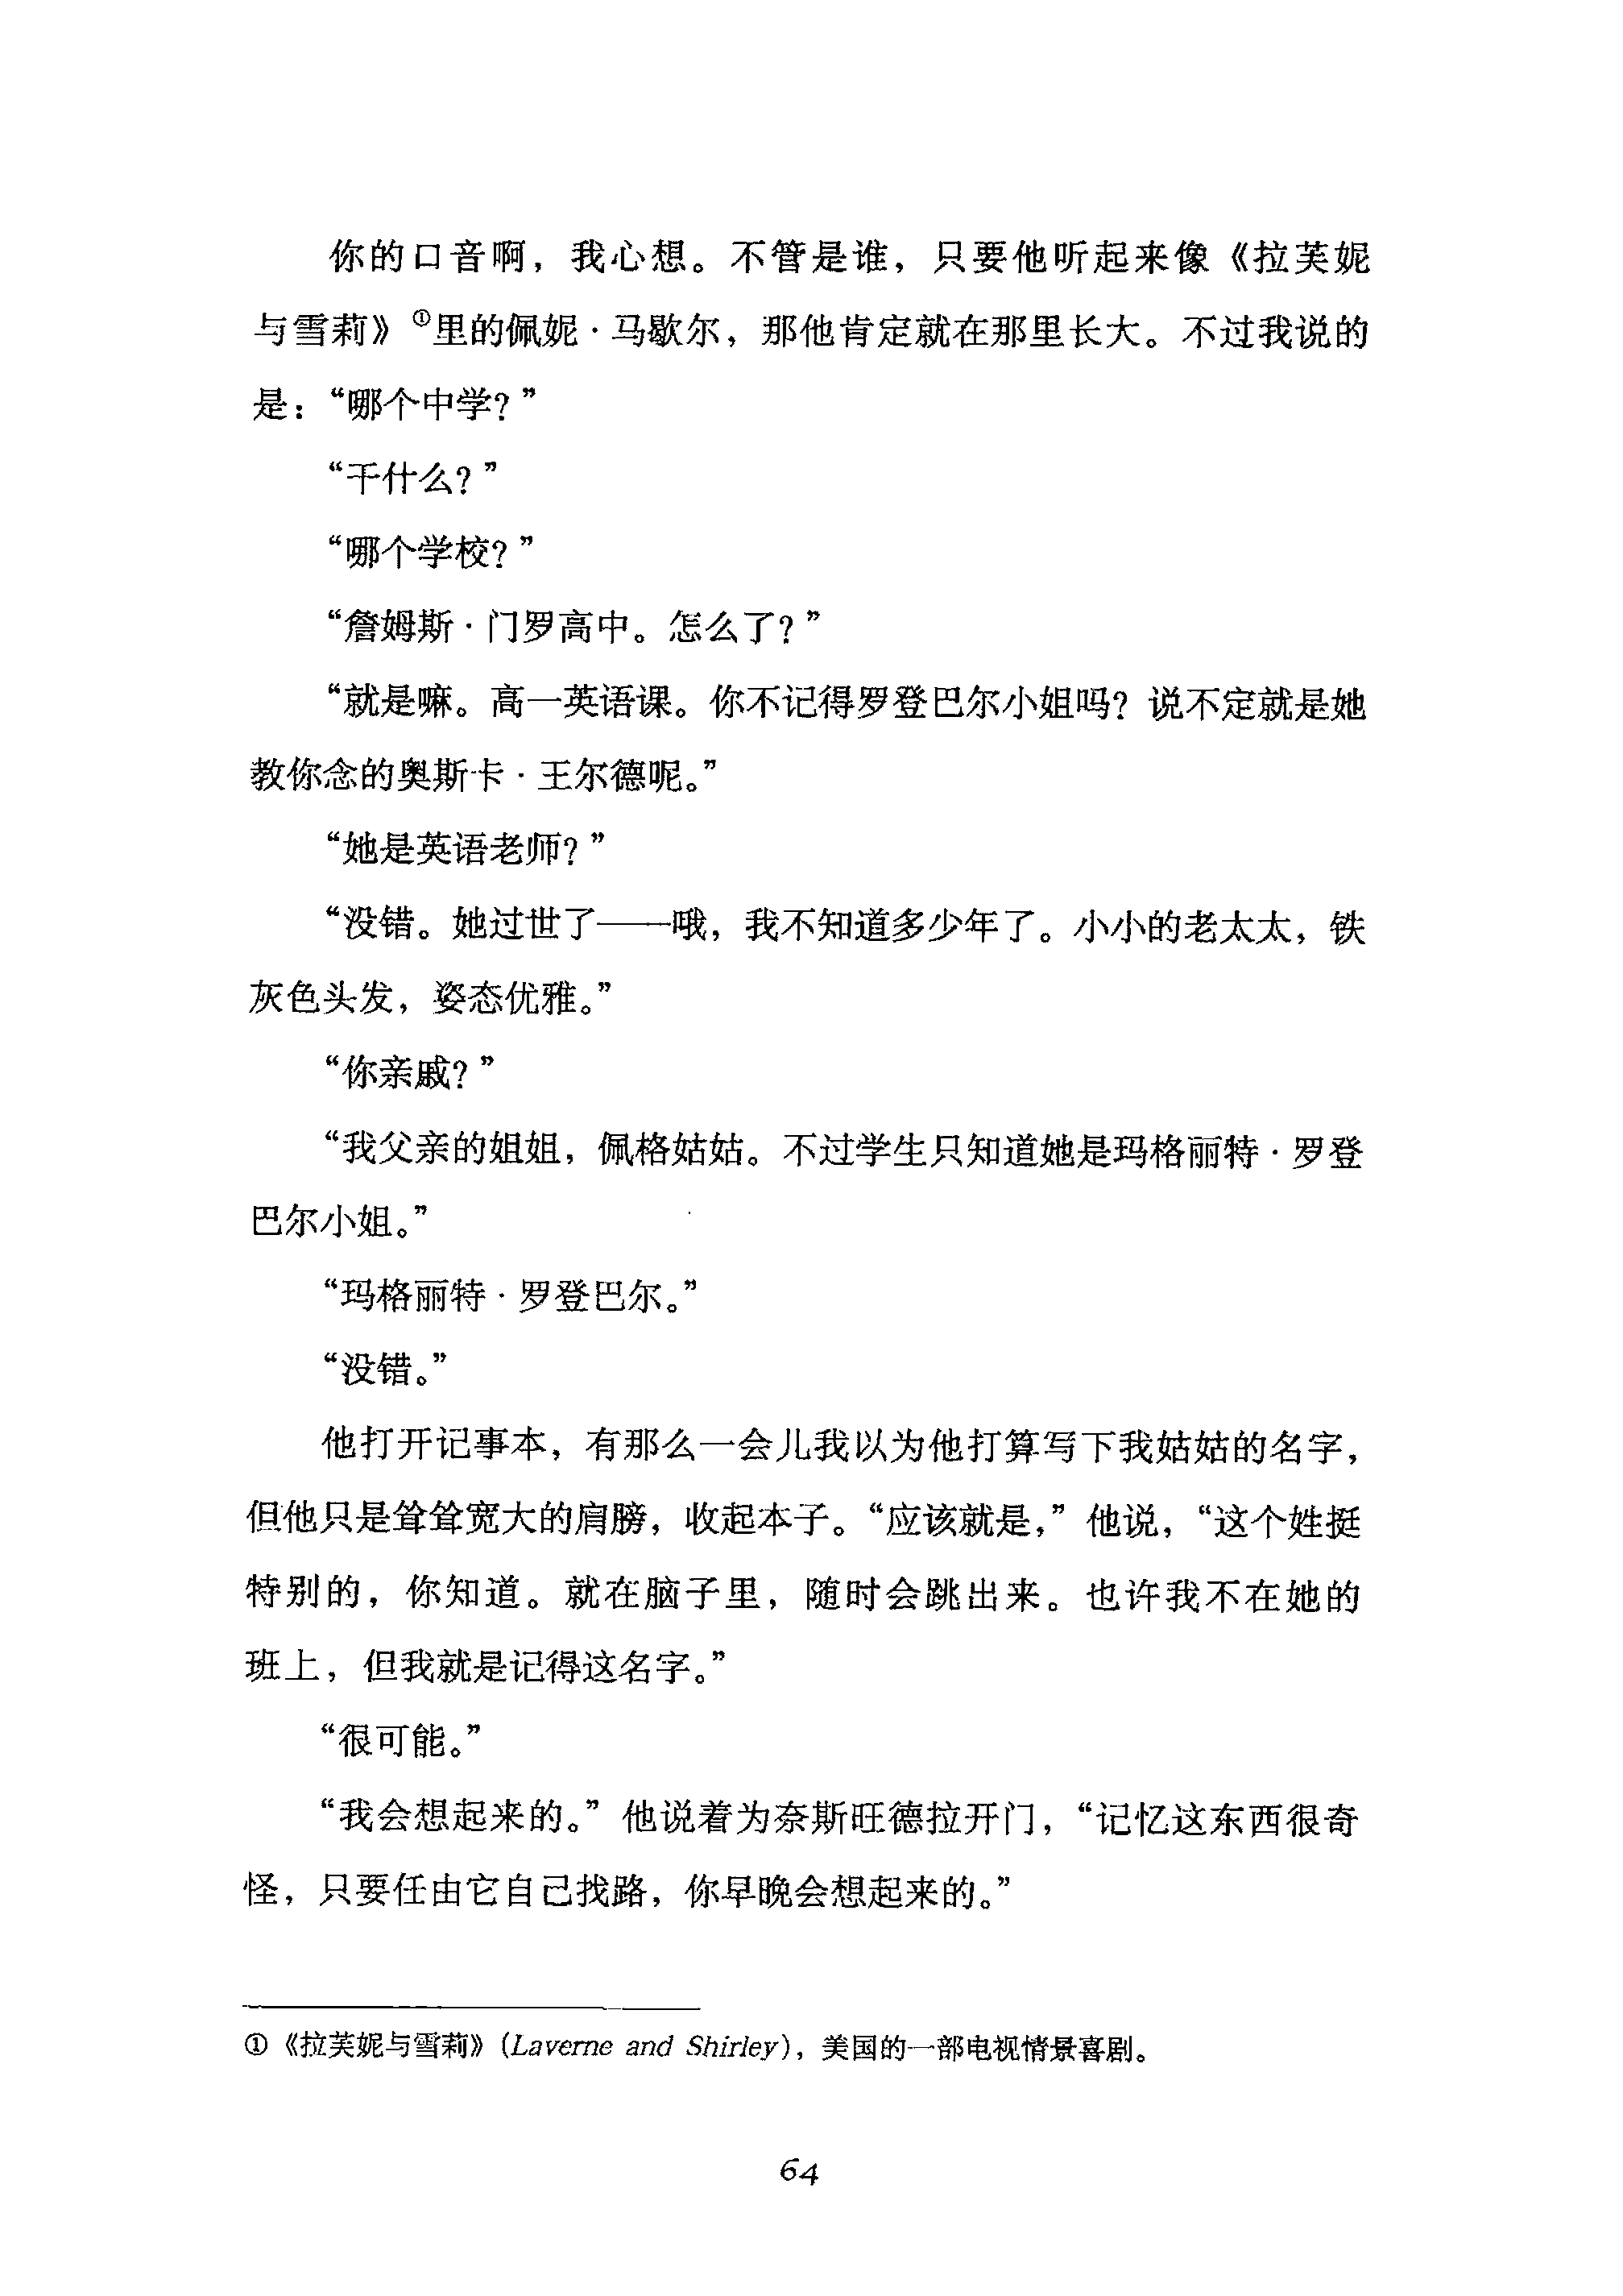 你的口音啊，我心想。不管是谁，只要他听起来像《拉芙妮
与雪莉》①里的佩妮·马歇尔，那他肯定就在那里长大。不过我说的
是：“哪个中学？”
“干什么？”
“哪个学校？”
“詹姆斯·门罗高中。怎么了？”
“就是嘛。高一英语课。你不记得罗登巴尔小姐吗？说不定就是她
教你念的奥斯卡·王尔德呢。”
“她是英语老师？”
“没错。她过世了——哦，我不知道多少年了。小小的老太太，铁
灰色头发，姿态优雅。”
“你亲戚？”
“我父亲的姐姐，佩格姑姑。不过学生只知道她是玛格丽特·罗登
巴尔小姐。”
“玛格丽特·罗登巴尔。”
“没错。”
他打开记事本，有那么一会儿我以为他打算写下我姑姑的名字，
但他只是耸耸宽大的肩膀，收起本子。“应该就是，”他说，“这个姓挺
特别的，你知道。就在脑子里，随时会跳出来。也许我不在她的
班上，但我就是记得这名字。”
“很可能。”
“我会想起来的。”他说着为奈斯旺德拉开门，“记忆这东西很奇
怪，只要任由它自己找路，你早晚会想起来的。”
①《拉芙妮与雪莉》(Laverne and Shirley)，美国的一部电视情景喜剧。
64